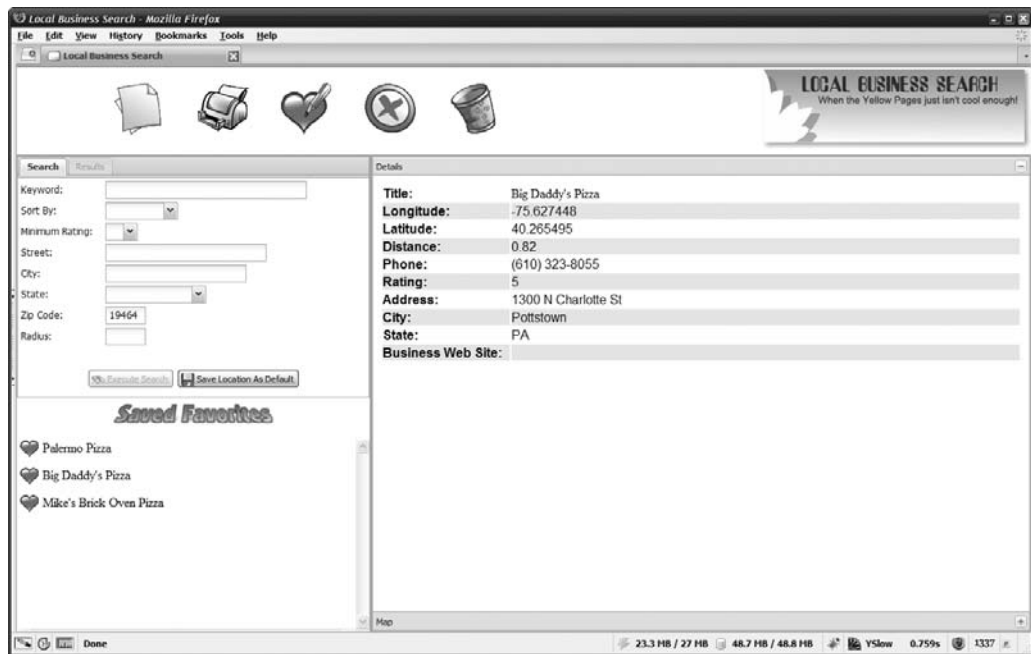 Local Business Search - Mozilla Firefox
File Edit View History Bookmarks Tools Help
Local Business Search
LOCAL BUSINESS SEARCH
When the Yellow Pages just isn't cool enough!
Search Results
Keyword:
Sort By:
Minimum Rating:
Street:
City:
State:
Zip Code: 19464
Radius:
Execute Search Save Location As Default
Saved Favorites
Palermo Pizza
Big Daddy's Pizza
Mike's Brick Oven Pizza
Details
Title: Big Daddy's Pizza
Longitude: -75.627448
Latitude: 40.265495
Distance: 0.82
Phone: (610) 323-8055
Rating: 5
Address: 1300 N Charlotte St
City: Pottstown
State: PA
Business Web Site:
Map
Done 23.3 MB / 27 MB 48.7 MB / 48.8 MB YSlow 0.759s 1337